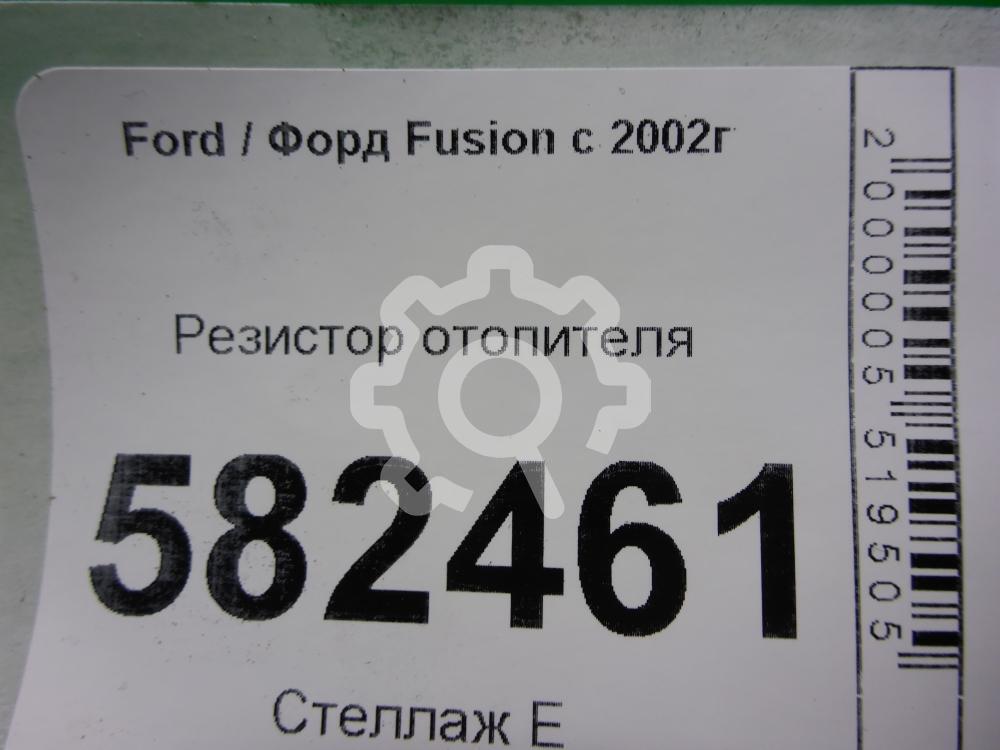 Ford / Форд Fusion с 2002г
Резистор отопителя
582461
Стеллаж Е
2000005519505